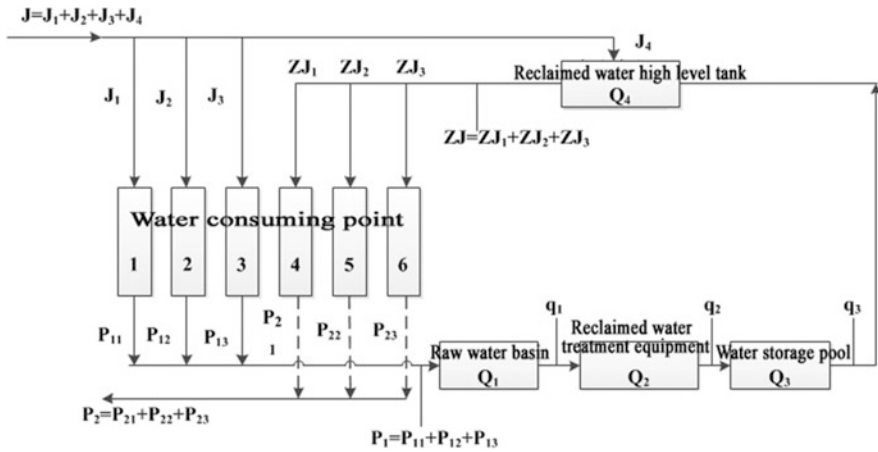 J=J₁+J₂+J₃+J₄
J₄
ZJ₁ ZJ₂ ZJ₃
Reclaimed water high level tank
Q₄
J₁ J₂ J₃
ZJ=ZJ₁+ZJ₂+ZJ₃
Water consuming point
1 2 3 4 5 6
q₁ q₂ q₃
P₁₁ P₁₂ P₁₃ P₂
1
P₂₂ P₂₃
Raw water basin
Q₁
Reclaimed water
treatment equipment
Q₂
Water storage pool
Q₃
P₂=P₂₁+P₂₂+P₂₃
P₁=P₁₁+P₁₂+P₁₃